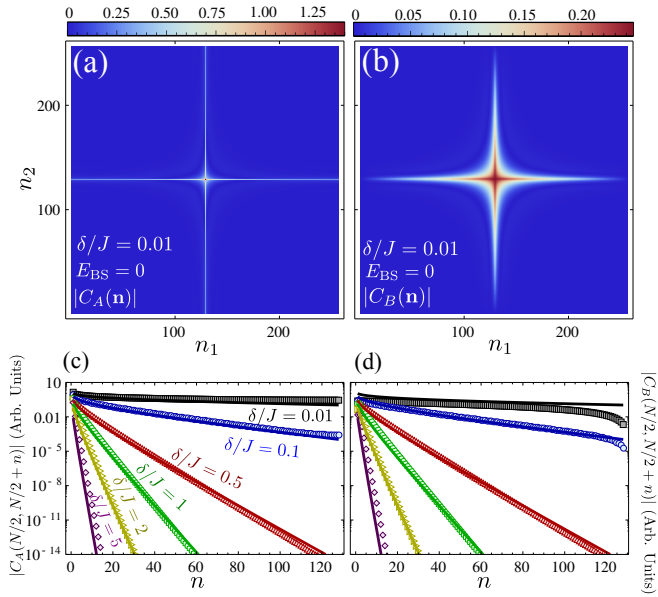 0 0.25 0.75 1.25
0 0.05 0.10 0.15 0.20
(a)
(b)
200
100
n₂
δ/J = 0.01
E_BS = 0
|C_A(n)|
δ/J = 0.01
E_BS = 0
|C_B(n)|
100 200
100 200
n₁
n₁
(c)
(d)
|C_A(N/2, N/2 + n)| (Arb. Units)
10
0.01
10⁻⁵
10⁻⁸
10⁻¹¹
10⁻¹⁴
δ/J = 0.01
δ/J = 0.1
δ/J = 0.5
δ/J = 1
δ/J = 2
δ/J = 5
|C_B(N/2, N/2 + n)| (Arb. Units)
0 20 40 60 80 100 120
0 20 40 60 80 100 120
n
n